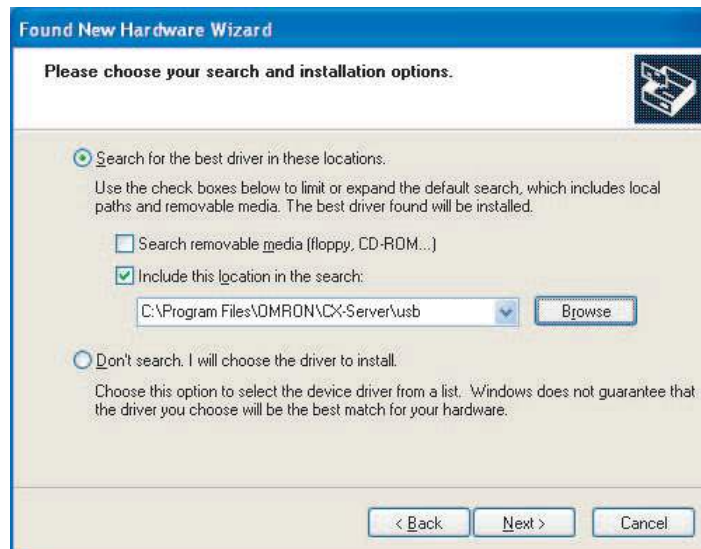 Found New Hardware Wizard
Please choose your search and installation options.
Search for the best driver in these locations.
Use the check boxes below to limit or expand the default search, which includes local
paths and removable media. The best driver found will be installed.
Search removable media (floppy, CD-ROM...)
Include this location in the search:
C:\Program Files\OMRON\CX-Server\usb
Browse
Don't search. I will choose the driver to install.
Choose this option to select the device driver from a list. Windows does not guarantee that
the driver you choose will be the best match for your hardware.
< Back
Next >
Cancel